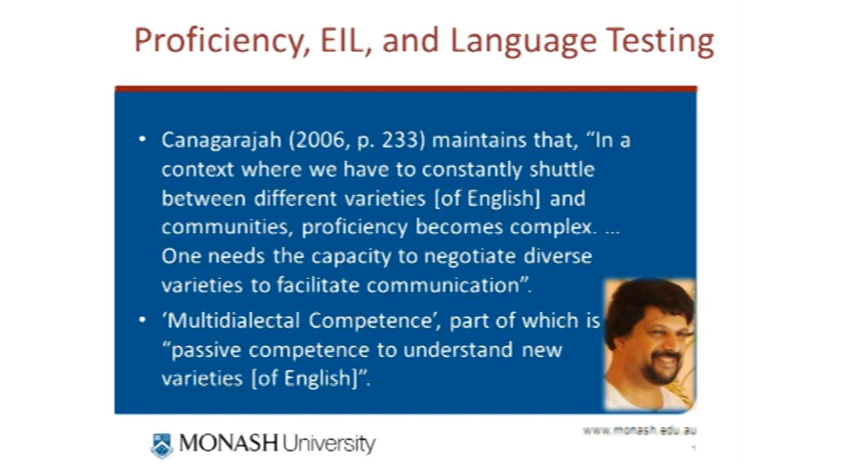 Proficiency, EIL, and Language Testing
• Canagarajah (2006, p. 233) maintains that, “In a
context where we have to constantly shuttle
between different varieties [of English] and
communities, proficiency becomes complex. ...
One needs the capacity to negotiate diverse
varieties to facilitate communication”.
• ‘Multidialectal Competence’, part of which is
“passive competence to understand new
varieties [of English]”.
MONASH University
www.monash.edu.au
1